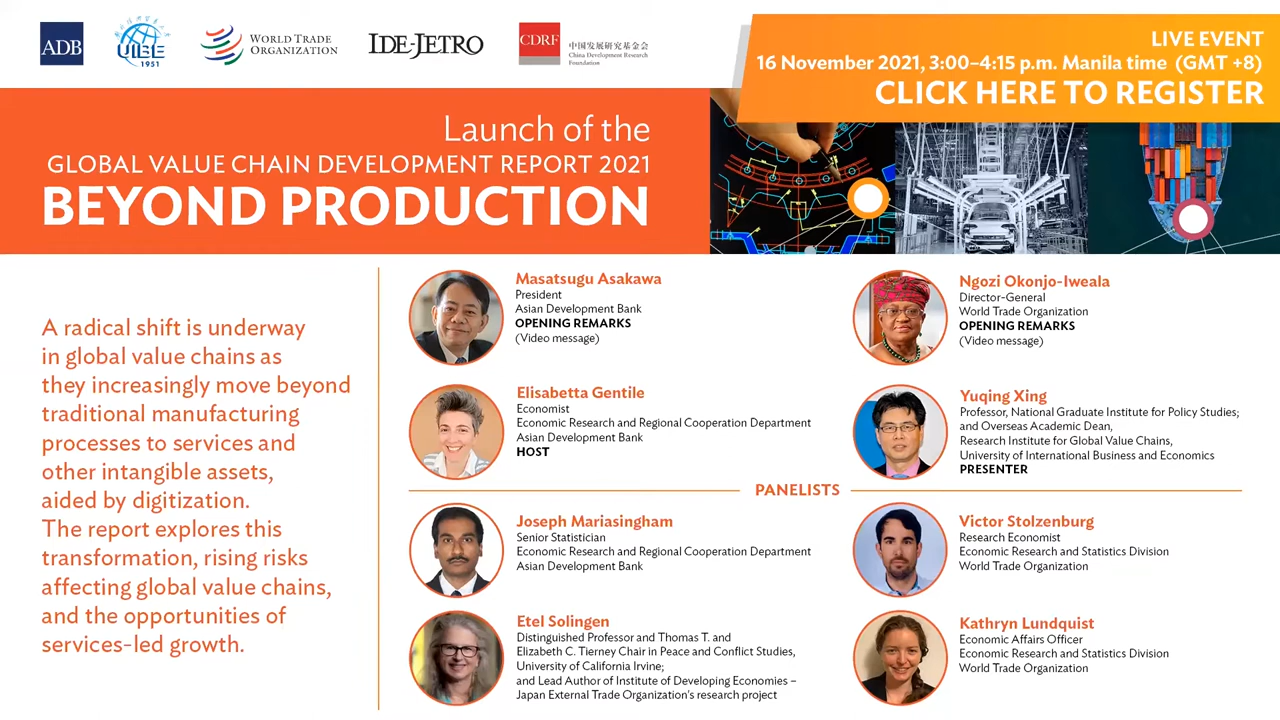 ADB
UIBE
1951
WORLD TRADE
ORGANIZATION
IDE-JETRO
CDRF
中国发展研究基金会
China Development Research
Foundation
LIVE EVENT
16 November 2021, 3:00–4:15 p.m. Manila time (GMT +8)
CLICK HERE TO REGISTER
Launch of the
GLOBAL VALUE CHAIN DEVELOPMENT REPORT 2021
BEYOND PRODUCTION
A radical shift is underway
in global value chains as
they increasingly move beyond
traditional manufacturing
processes to services and
other intangible assets,
aided by digitization.
The report explores this
transformation, rising risks
affecting global value chains,
and the opportunities of
services-led growth.
Masatsugu Asakawa
President
Asian Development Bank
OPENING REMARKS
(Video message)
Ngozi Okonjo-Iweala
Director-General
World Trade Organization
OPENING REMARKS
(Video message)
Elisabetta Gentile
Economist
Economic Research and Regional Cooperation Department
Asian Development Bank
HOST
Yuqing Xing
Professor, National Graduate Institute for Policy Studies;
and Overseas Academic Dean,
Research Institute for Global Value Chains,
University of International Business and Economics
PRESENTER
PANELISTS
Joseph Mariasingham
Senior Statistician
Economic Research and Regional Cooperation Department
Asian Development Bank
Victor Stolzenburg
Research Economist
Economic Research and Statistics Division
World Trade Organization
Etel Solingen
Distinguished Professor and Thomas T. and
Elizabeth C. Tierney Chair in Peace and Conflict Studies,
University of California Irvine;
and Lead Author of Institute of Developing Economies –
Japan External Trade Organization's research project
Kathryn Lundquist
Economic Affairs Officer
Economic Research and Statistics Division
World Trade Organization